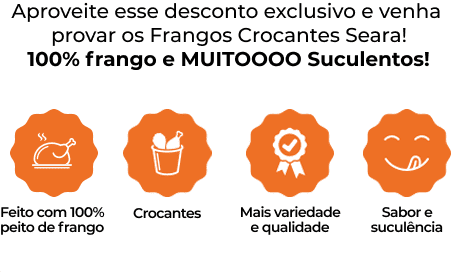 Aproveite esse desconto exclusivo e venha
provar os Frangos Crocantes Seara!
100% frango e MUITOOOO Suculentos!
Feito com 100%
peito de frango
Crocantes
Mais variedade
e qualidade
Sabor e
suculência